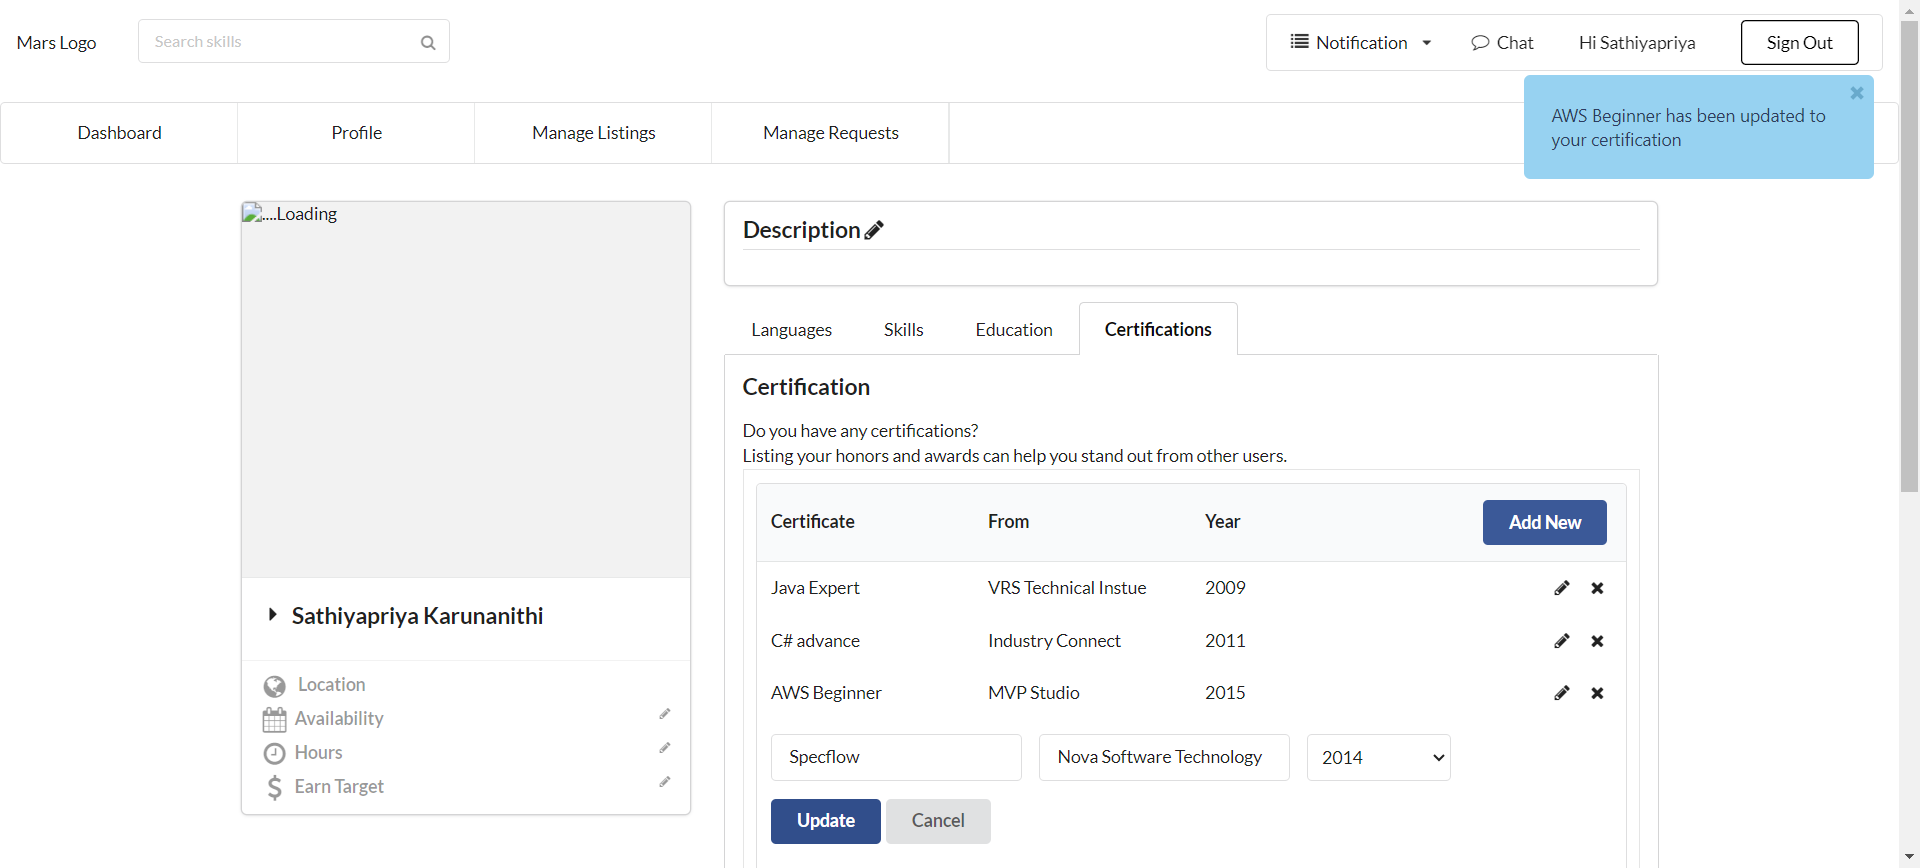 Mars Logo
Search skills
Notification
Chat
Hi Sathiyapriya
Sign Out
AWS Beginner has been updated to
your certification
Dashboard
Profile
Manage Listings
Manage Requests
....Loading
Sathiyapriya Karunanithi
Location
Availability
Hours
Earn Target
Description
Languages
Skills
Education
Certifications
Certification
Do you have any certifications?
Listing your honors and awards can help you stand out from other users.
Certificate From Year Add New
Java Expert VRS Technical Instue 2009
C# advance Industry Connect 2011
AWS Beginner MVP Studio 2015
Specflow Nova Software Technology 2014
Update Cancel